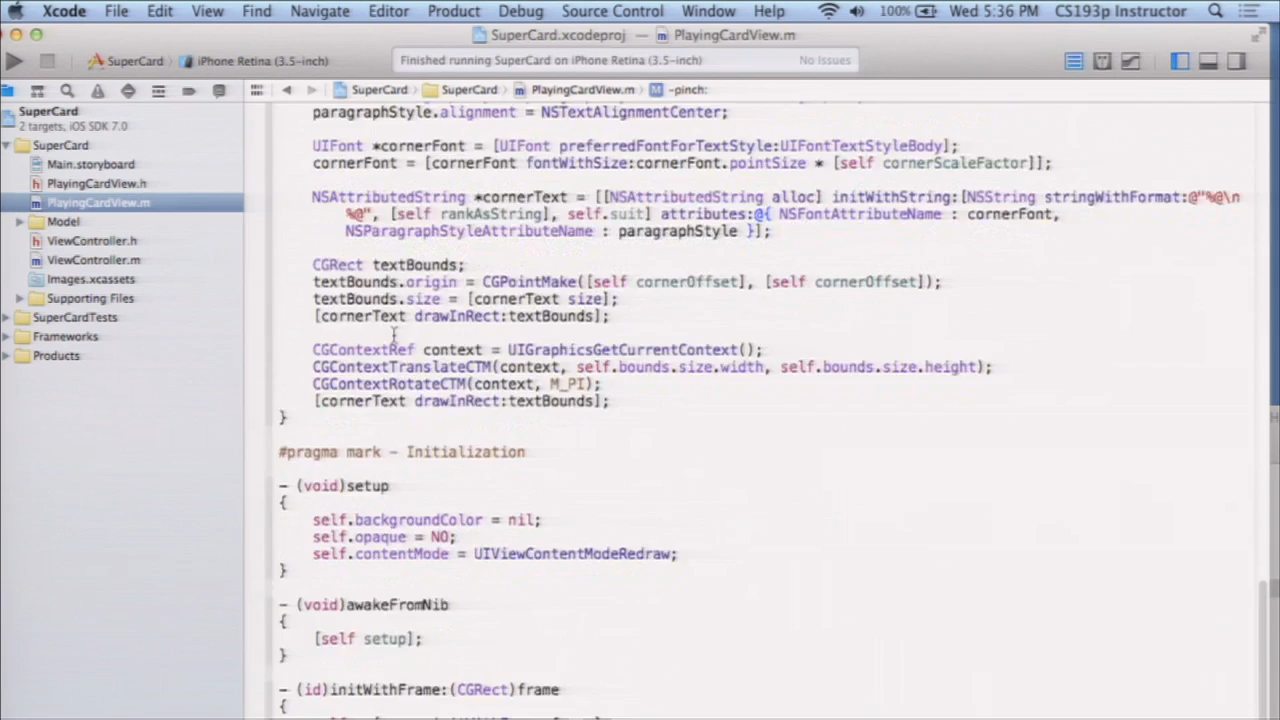 Xcode File Edit View Find Navigate Editor Product Debug Source Control Window Help 100% Wed 5:36 PM CS193p Instructor
SuperCard.xcodeproj — PlayingCardView.m
SuperCard iPhone Retina (3.5-inch) Finished running SuperCard on iPhone Retina (3.5-inch) No Issues
SuperCard SuperCard PlayingCardView.m M -pinch:
SuperCard
2 targets, iOS SDK 7.0
SuperCard
Main.storyboard
h PlayingCardView.h
m PlayingCardView.m
Model
h ViewController.h
m ViewController.m
Images.xcassets
Supporting Files
SuperCardTests
Frameworks
Products
paragraphStyle.alignment = NSTextAlignmentCenter;
UIFont *cornerFont = [UIFont preferredFontForTextStyle:UIFontTextStyleBody];
cornerFont = [cornerFont fontWithSize:cornerFont.pointSize * [self cornerScaleFactor]];
NSAttributedString *cornerText = [[NSAttributedString alloc] initWithString:[NSString stringWithFormat:@"%@\n
%@", [self rankAsString], self.suit] attributes:@{ NSFontAttributeName : cornerFont,
NSParagraphStyleAttributeName : paragraphStyle }];
CGRect textBounds;
textBounds.origin = CGPointMake([self cornerOffset], [self cornerOffset]);
textBounds.size = [cornerText size];
[cornerText drawInRect:textBounds];
CGContextRef context = UIGraphicsGetCurrentContext();
CGContextTranslateCTM(context, self.bounds.size.width, self.bounds.size.height);
CGContextRotateCTM(context, M_PI);
[cornerText drawInRect:textBounds];
}
#pragma mark - Initialization
- (void)setup
{
self.backgroundColor = nil;
self.opaque = NO;
self.contentMode = UIViewContentModeRedraw;
}
- (void)awakeFromNib
{
[self setup];
}
- (id)initWithFrame:(CGRect)frame
{